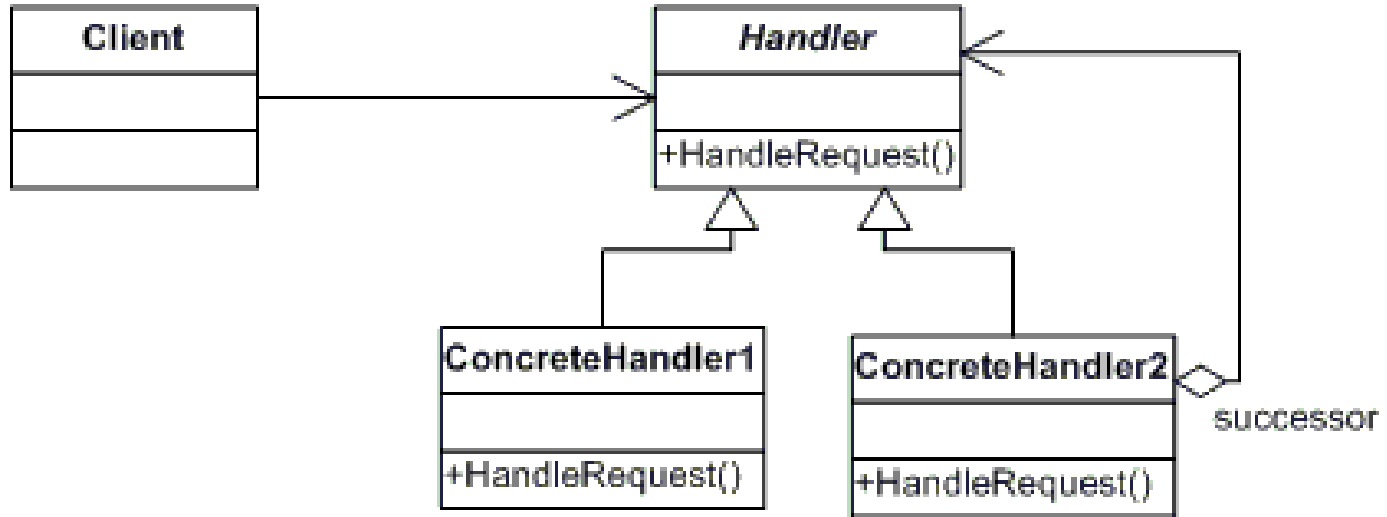 Client
Handler
+HandleRequest()
ConcreteHandler1
+HandleRequest()
ConcreteHandler2
successor
+HandleRequest()